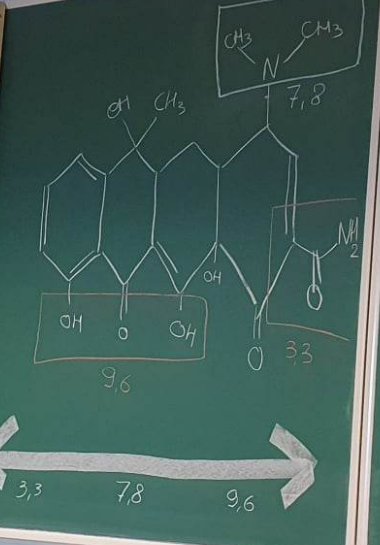 CH3 CH3
N
7,8
OH CH3
NH2
OH
O
OH O OH
O 3,3
9,6
3,3 7,8 9,6